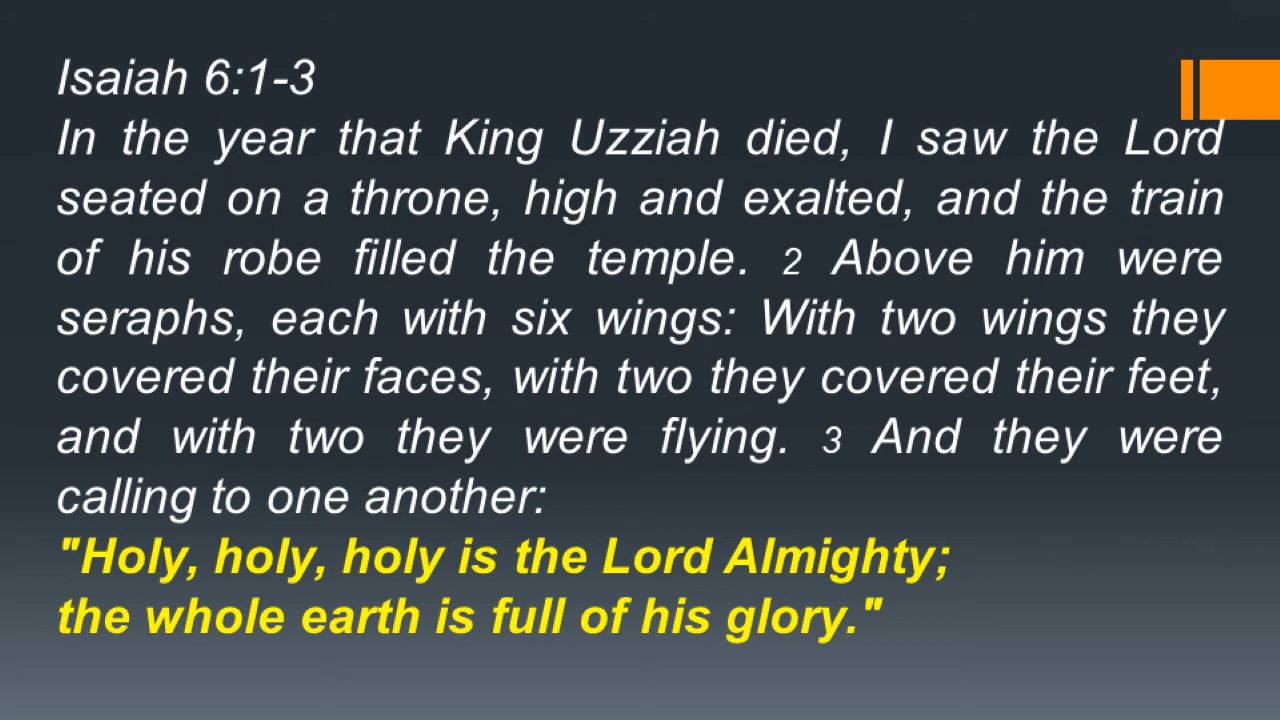 Isaiah 6:1-3
In the year that King Uzziah died, I saw the Lord
seated on a throne, high and exalted, and the train
of his robe filled the temple. 2 Above him were
seraphs, each with six wings: With two wings they
covered their faces, with two they covered their feet,
and with two they were flying. 3 And they were
calling to one another:
"Holy, holy, holy is the Lord Almighty;
the whole earth is full of his glory."